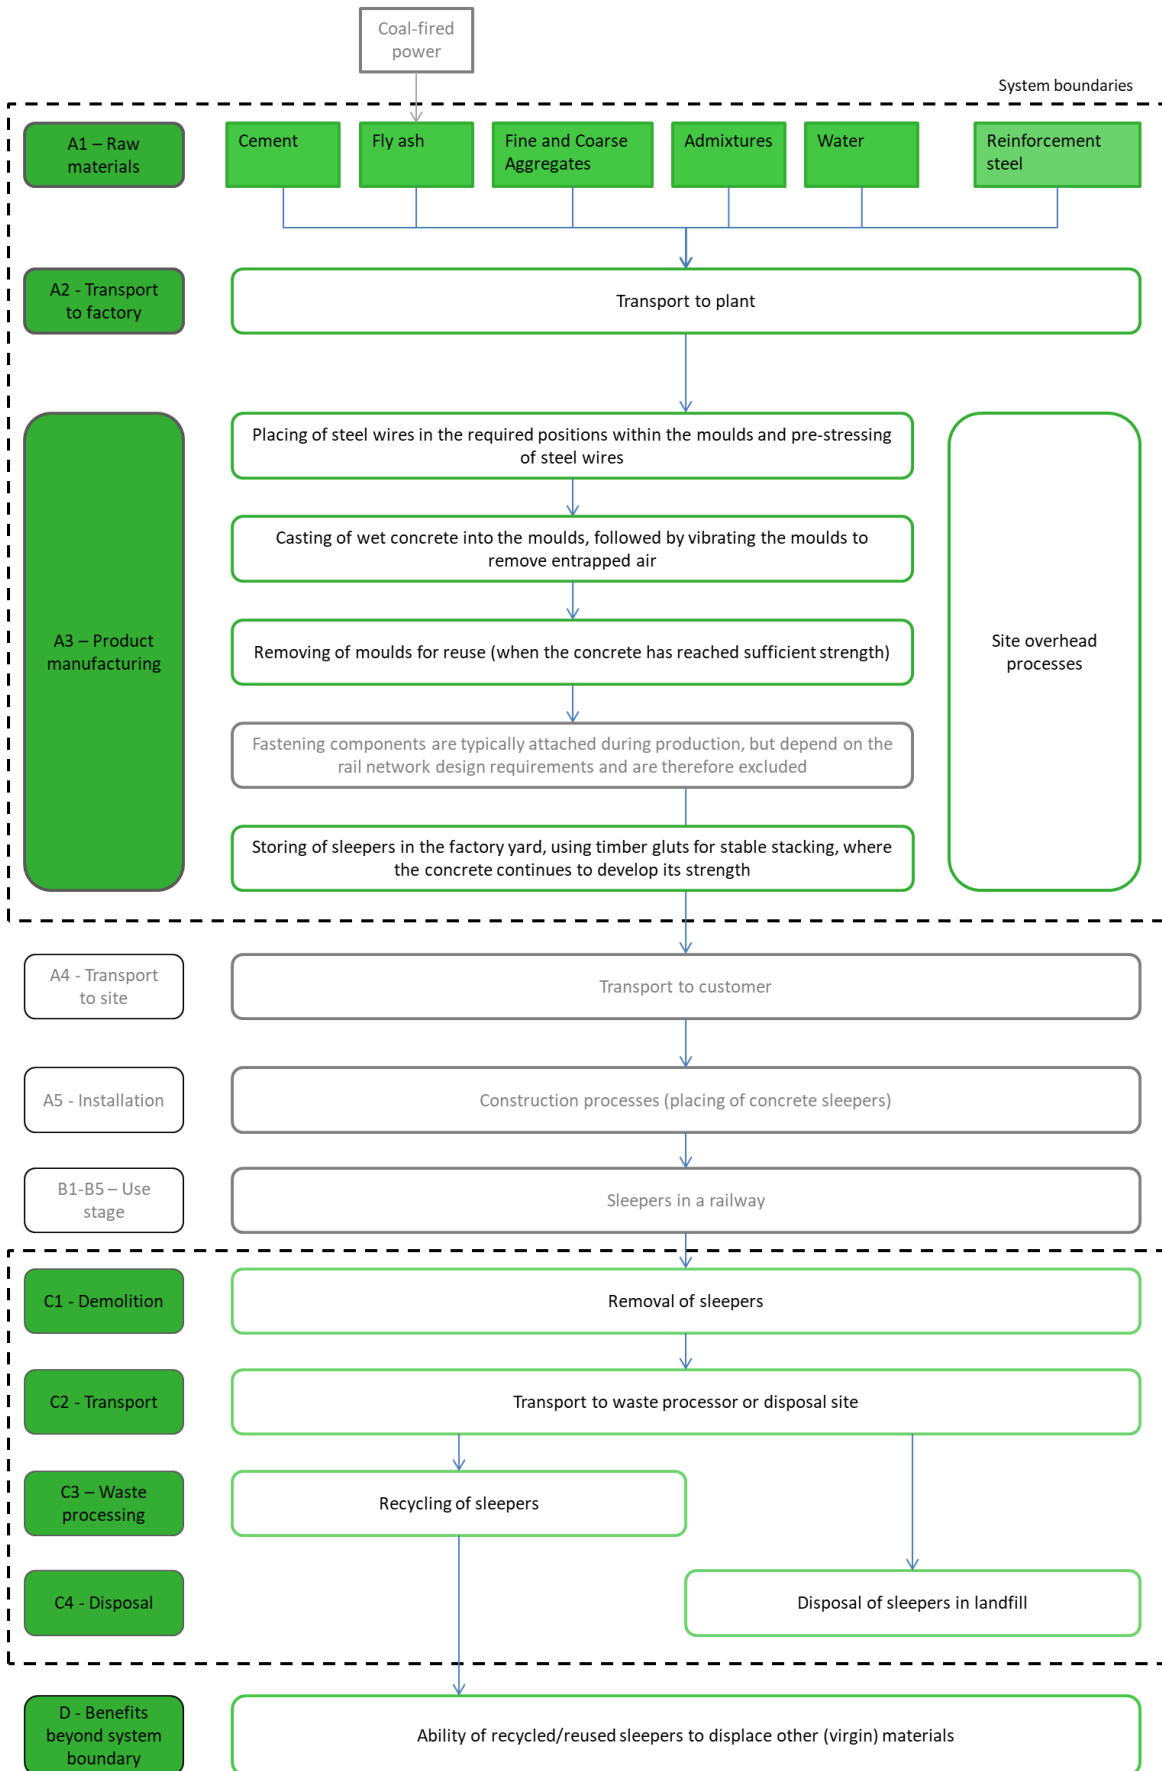 Coal-fired
power
System boundaries
A1 – Raw
materials
Cement
Fly ash
Fine and Coarse
Aggregates
Admixtures
Water
Reinforcement
steel
A2 - Transport
to factory
Transport to plant
A3 – Product
manufacturing
Placing of steel wires in the required positions within the moulds and pre-stressing
of steel wires
Casting of wet concrete into the moulds, followed by vibrating the moulds to
remove entrapped air
Removing of moulds for reuse (when the concrete has reached sufficient strength)
Fastening components are typically attached during production, but depend on the
rail network design requirements and are therefore excluded
Storing of sleepers in the factory yard, using timber gluts for stable stacking, where
the concrete continues to develop its strength
Site overhead
processes
A4 - Transport
to site
Transport to customer
A5 - Installation
Construction processes (placing of concrete sleepers)
B1-B5 – Use
stage
Sleepers in a railway
C1 - Demolition
Removal of sleepers
C2 - Transport
Transport to waste processor or disposal site
C3 – Waste
processing
Recycling of sleepers
C4 - Disposal
Disposal of sleepers in landfill
D - Benefits
beyond system
boundary
Ability of recycled/reused sleepers to displace other (virgin) materials